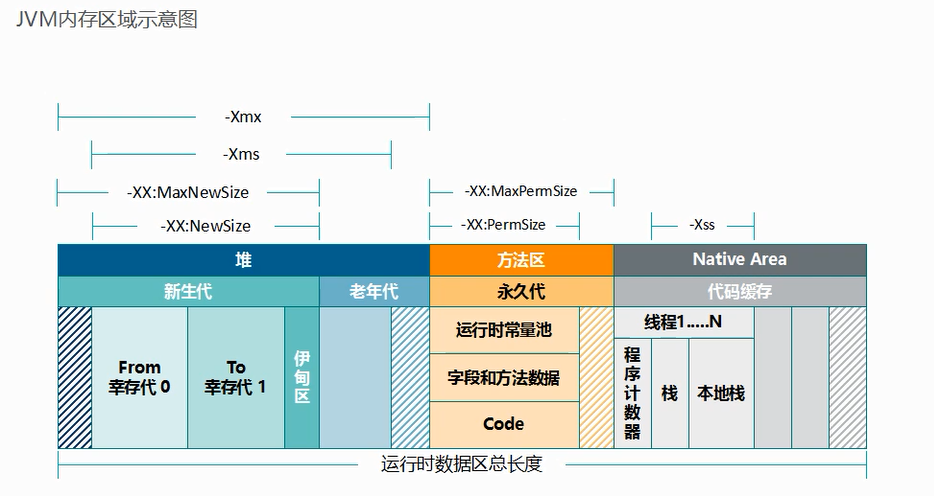 JVM内存区域示意图
-Xmx
-Xms
-XX:MaxNewSize
-XX:MaxPermSize
-XX:NewSize
-XX:PermSize
-Xss
堆
方法区
Native Area
新生代
老年代
永久代
代码缓存
From
幸存代 0
To
幸存代 1
伊甸区
运行时常量池
字段和方法数据
Code
线程1.....N
程序计数器
栈
本地栈
运行时数据区总长度